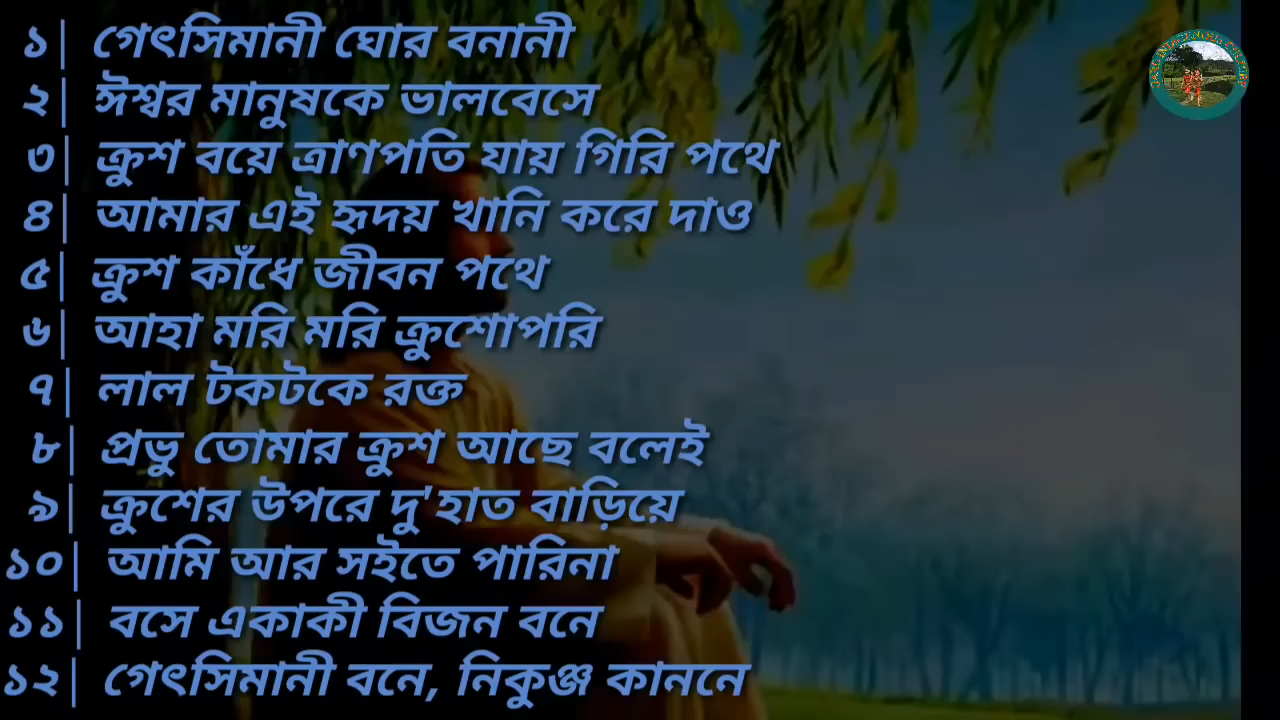 ১| গেৎসিমানী ঘোর বনানী
২| ঈশ্বর মানুষকে ভালবেসে
৩| ক্রুশ বয়ে ত্রাণপতি যায় গিরি পথে
৪| আমার এই হৃদয় খানি করে দাও
৫| ক্রুশ কাঁধে জীবন পথে
৬| আহা মরি মরি ক্রুশোপরি
৭| লাল টকটকে রক্ত
৮| প্রভু তোমার ক্রুশ আছে বলেই
৯| ক্রুশের উপরে দু'হাত বাড়িয়ে
১০| আমি আর সইতে পারিনা
১১| বসে একাকী বিজন বনে
১২| গেৎসিমানী বনে, নিকুঞ্জ কাননে